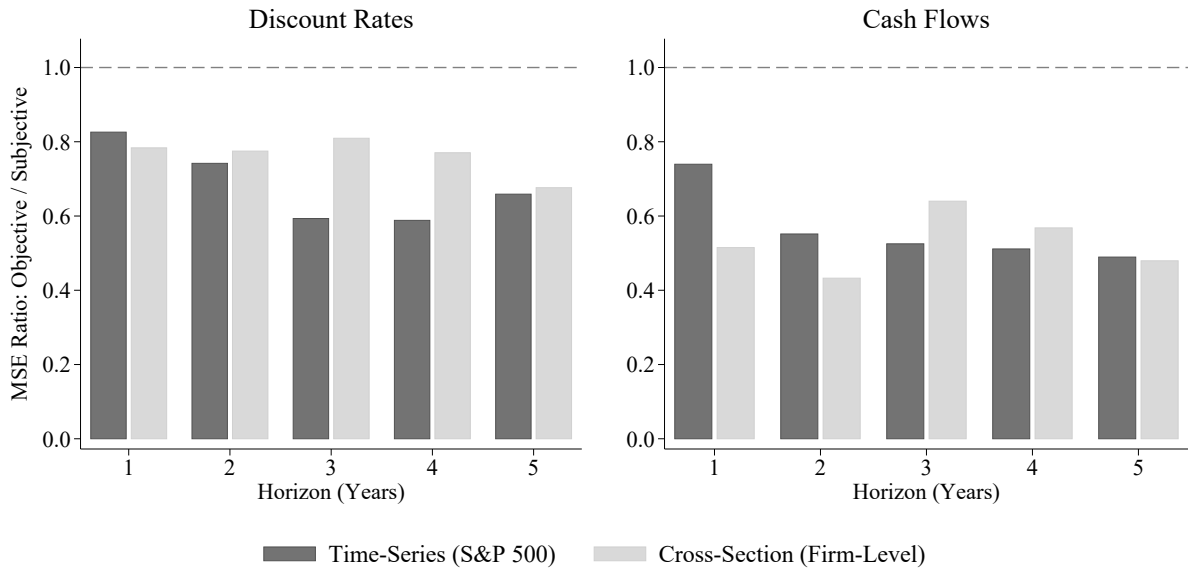 Discount Rates
MSE Ratio: Objective / Subjective
1.0
0.8
0.6
0.4
0.2
0.0
1 2 3 4 5
Horizon (Years)
Cash Flows
1.0
0.8
0.6
0.4
0.2
0.0
1 2 3 4 5
Horizon (Years)
Time-Series (S&P 500)
Cross-Section (Firm-Level)